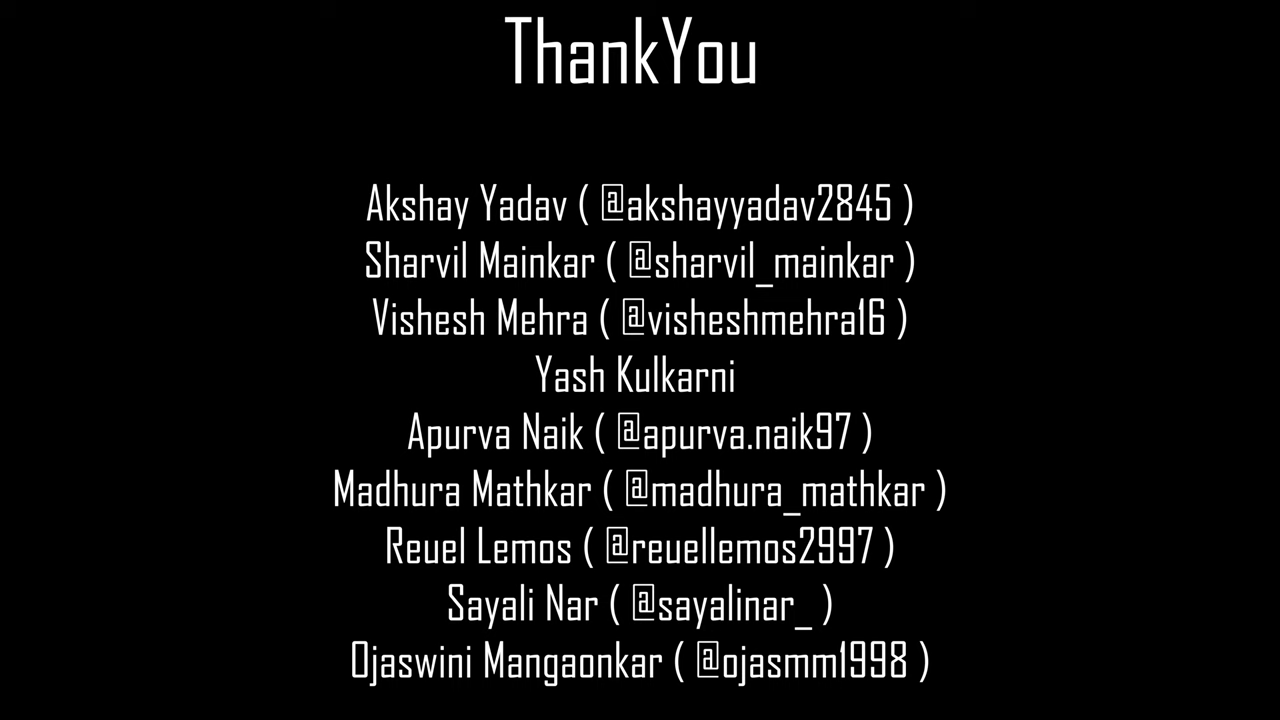 ThankYou
Akshay Yadav ( @akshayyadav2845 )
Sharvil Mainkar ( @sharvil_mainkar )
Vishesh Mehra ( @visheshmehra16 )
Yash Kulkarni
Apurva Naik ( @apurva.naik97 )
Madhura Mathkar ( @madhura_mathkar )
Reuel Lemos ( @reuellemos2997 )
Sayali Nar ( @sayalinar_ )
Ojaswini Mangaonkar ( @ojasmm1998 )